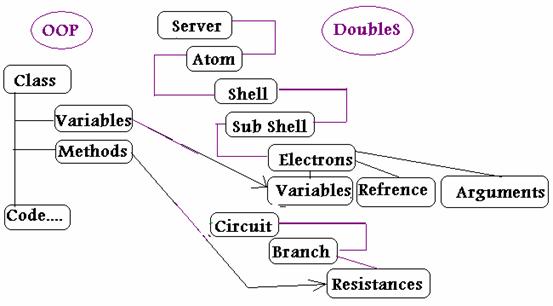 OOP
Server
DoubleS
Atom
Class
Shell
Variables
Sub Shell
Methods
Electrons
Variables
Refrence
Arguments
Code....
Circuit
Branch
Resistances